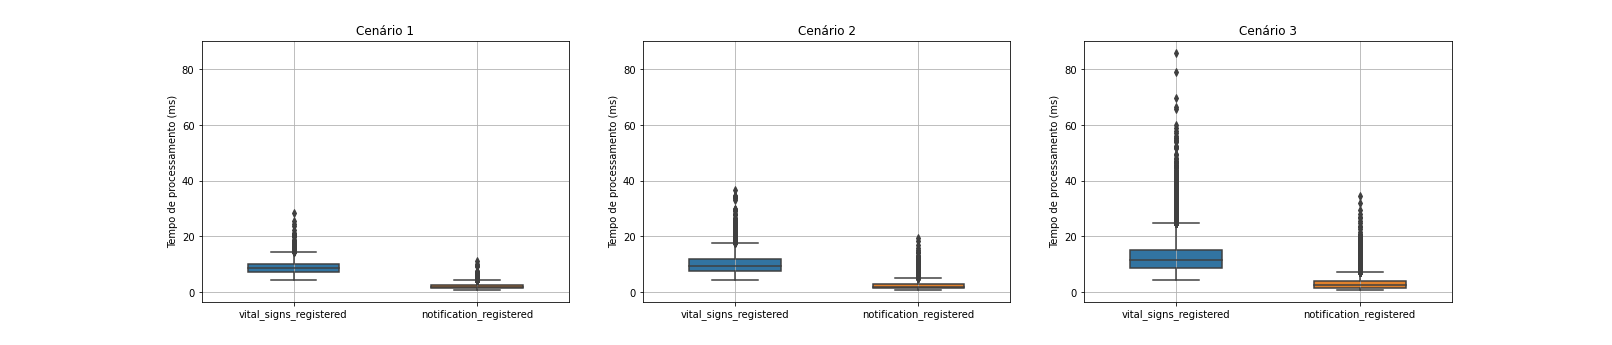 Cenário 1
Tempo de processamento (ms)
80
60
40
20
0
vital_signs_registered
notification_registered
Cenário 2
Tempo de processamento (ms)
80
60
40
20
0
vital_signs_registered
notification_registered
Cenário 3
Tempo de processamento (ms)
80
60
40
20
0
vital_signs_registered
notification_registered